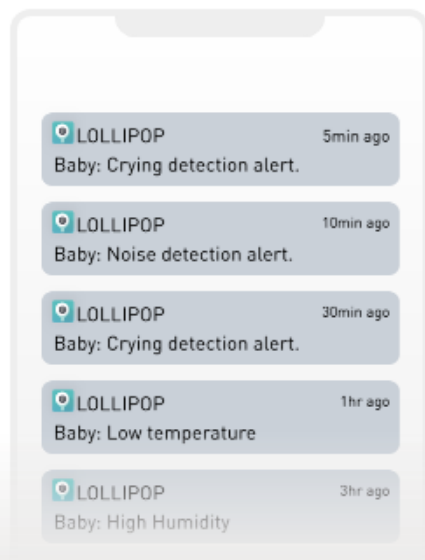 LOLLIPOP 5min ago
Baby: Crying detection alert.
LOLLIPOP 10min ago
Baby: Noise detection alert.
LOLLIPOP 30min ago
Baby: Crying detection alert.
LOLLIPOP 1hr ago
Baby: Low temperature
LOLLIPOP 3hr ago
Baby: High Humidity